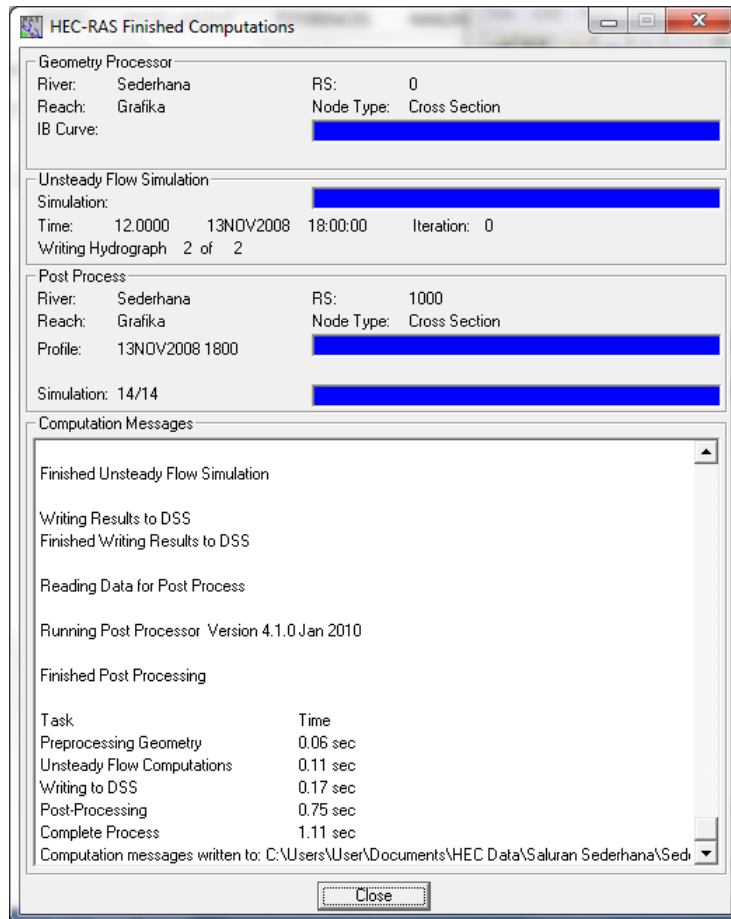 HEC-RAS Finished Computations
Geometry Processor
River: Sederhana RS: 0
Reach: Grafika Node Type: Cross Section
IB Curve:
Unsteady Flow Simulation
Simulation:
Time: 12.0000 13NOV2008 18:00:00 Iteration: 0
Writing Hydrograph 2 of 2
Post Process
River: Sederhana RS: 1000
Reach: Grafika Node Type: Cross Section
Profile: 13NOV2008 1800
Simulation: 14/14
Computation Messages
Finished Unsteady Flow Simulation
Writing Results to DSS
Finished Writing Results to DSS
Reading Data for Post Process
Running Post Processor Version 4.1.0 Jan 2010
Finished Post Processing
Task Time
Preprocessing Geometry 0.06 sec
Unsteady Flow Computations 0.11 sec
Writing to DSS 0.17 sec
Post-Processing 0.75 sec
Complete Process 1.11 sec
Computation messages written to: C:\Users\User\Documents\HEC Data\Saluran Sederhana\Sed
Close